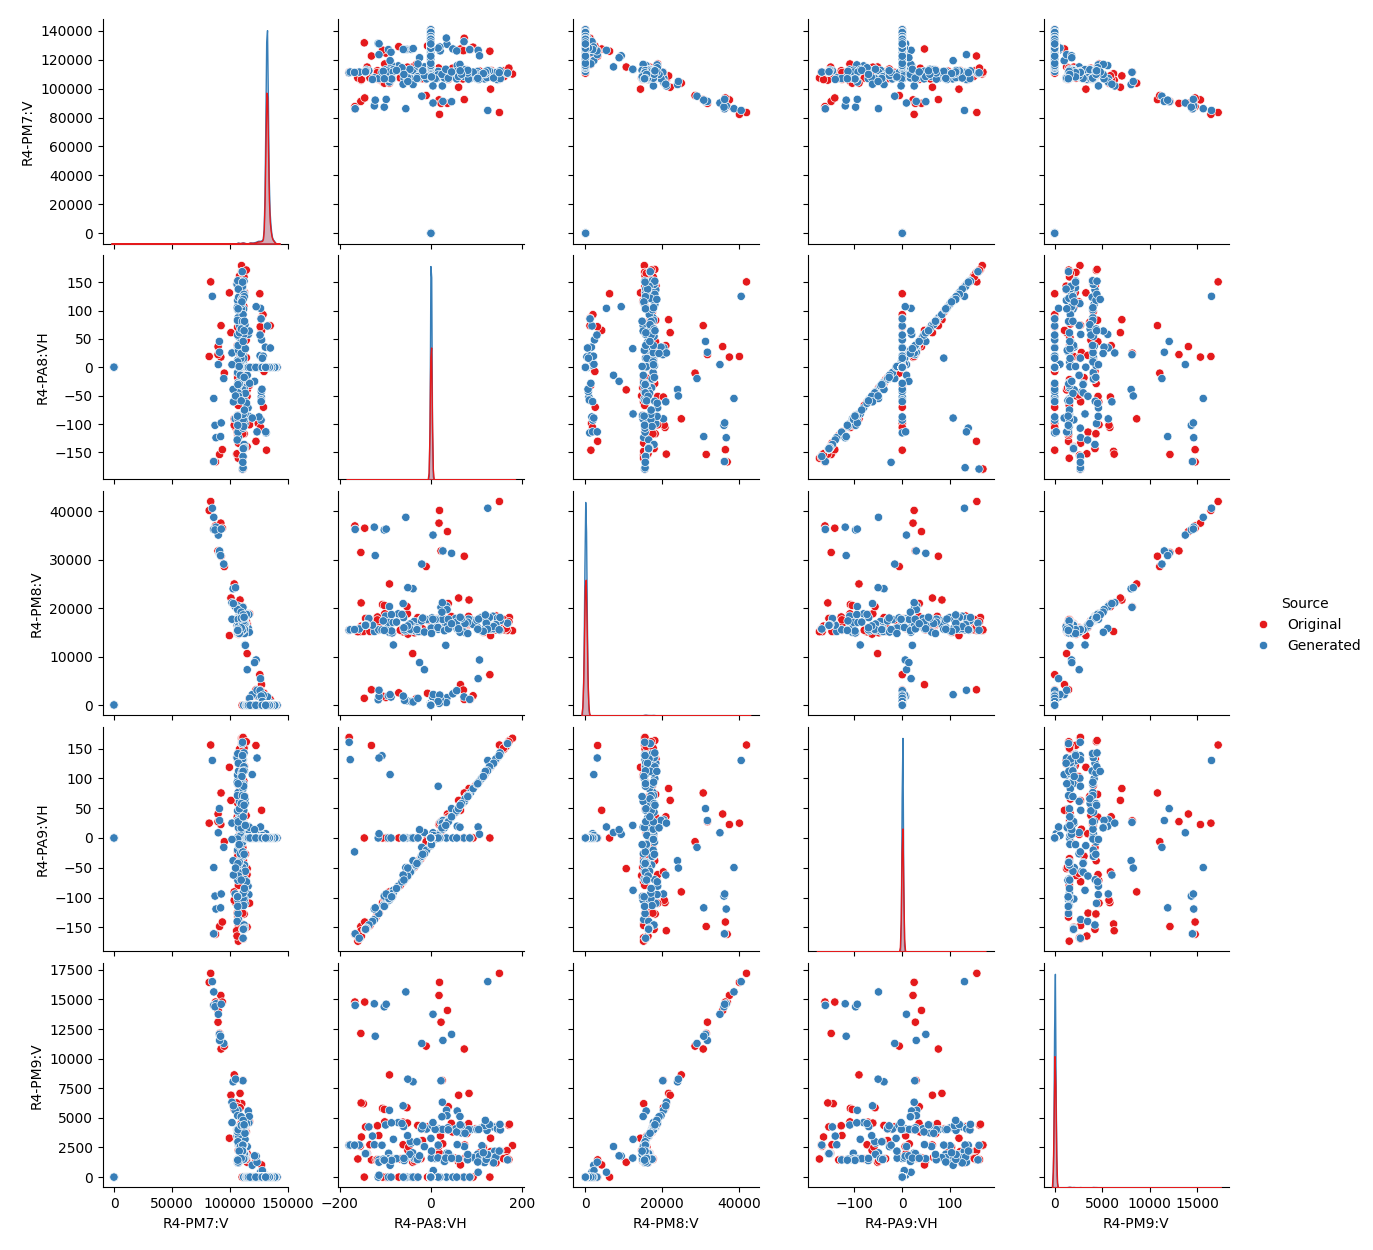 140000
120000
100000
80000
60000
40000
20000
0
R4-PM7:V
150
100
50
0
−50
−100
−150
R4-PA8:VH
40000
30000
20000
10000
0
R4-PM8:V
Source
Original
Generated
150
100
50
0
−50
−100
−150
R4-PA9:VH
17500
15000
12500
10000
7500
5000
2500
0
R4-PM9:V
0 50000 100000 150000
−200 0 200
0 20000 40000
−100 0 100
0 5000 10000 15000
R4-PM7:V R4-PA8:VH R4-PM8:V R4-PA9:VH R4-PM9:V